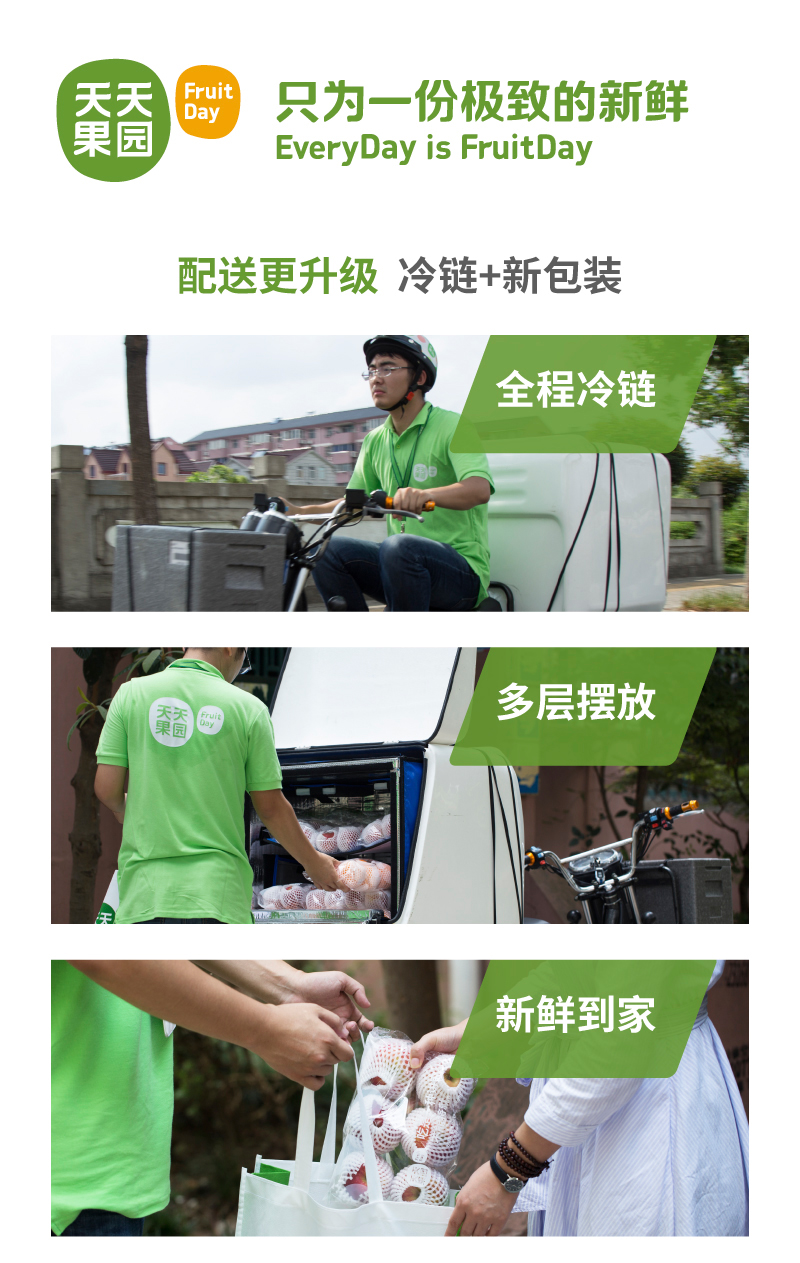 天天
果园
Fruit
Day
只为一份极致的新鲜
EveryDay is FruitDay
配送更升级 冷链+新包装
全程冷链
多层摆放
天天
果园
Fruit
Day
天
新鲜到家